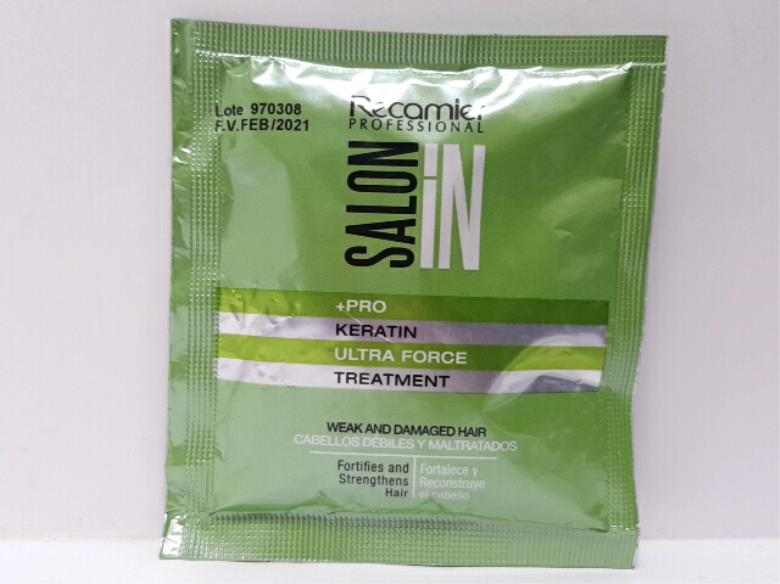 Lote 970308
F.V.FEB/2021
Recamier
PROFESSIONAL
SALON
iN
+PRO
KERATIN
ULTRA FORCE
TREATMENT
WEAK AND DAMAGED HAIR
CABELLOS DÉBILES Y MALTRATADOS
Fortifies and
Strengthens
Hair
Fortalece y
Reconstruye
el cabello